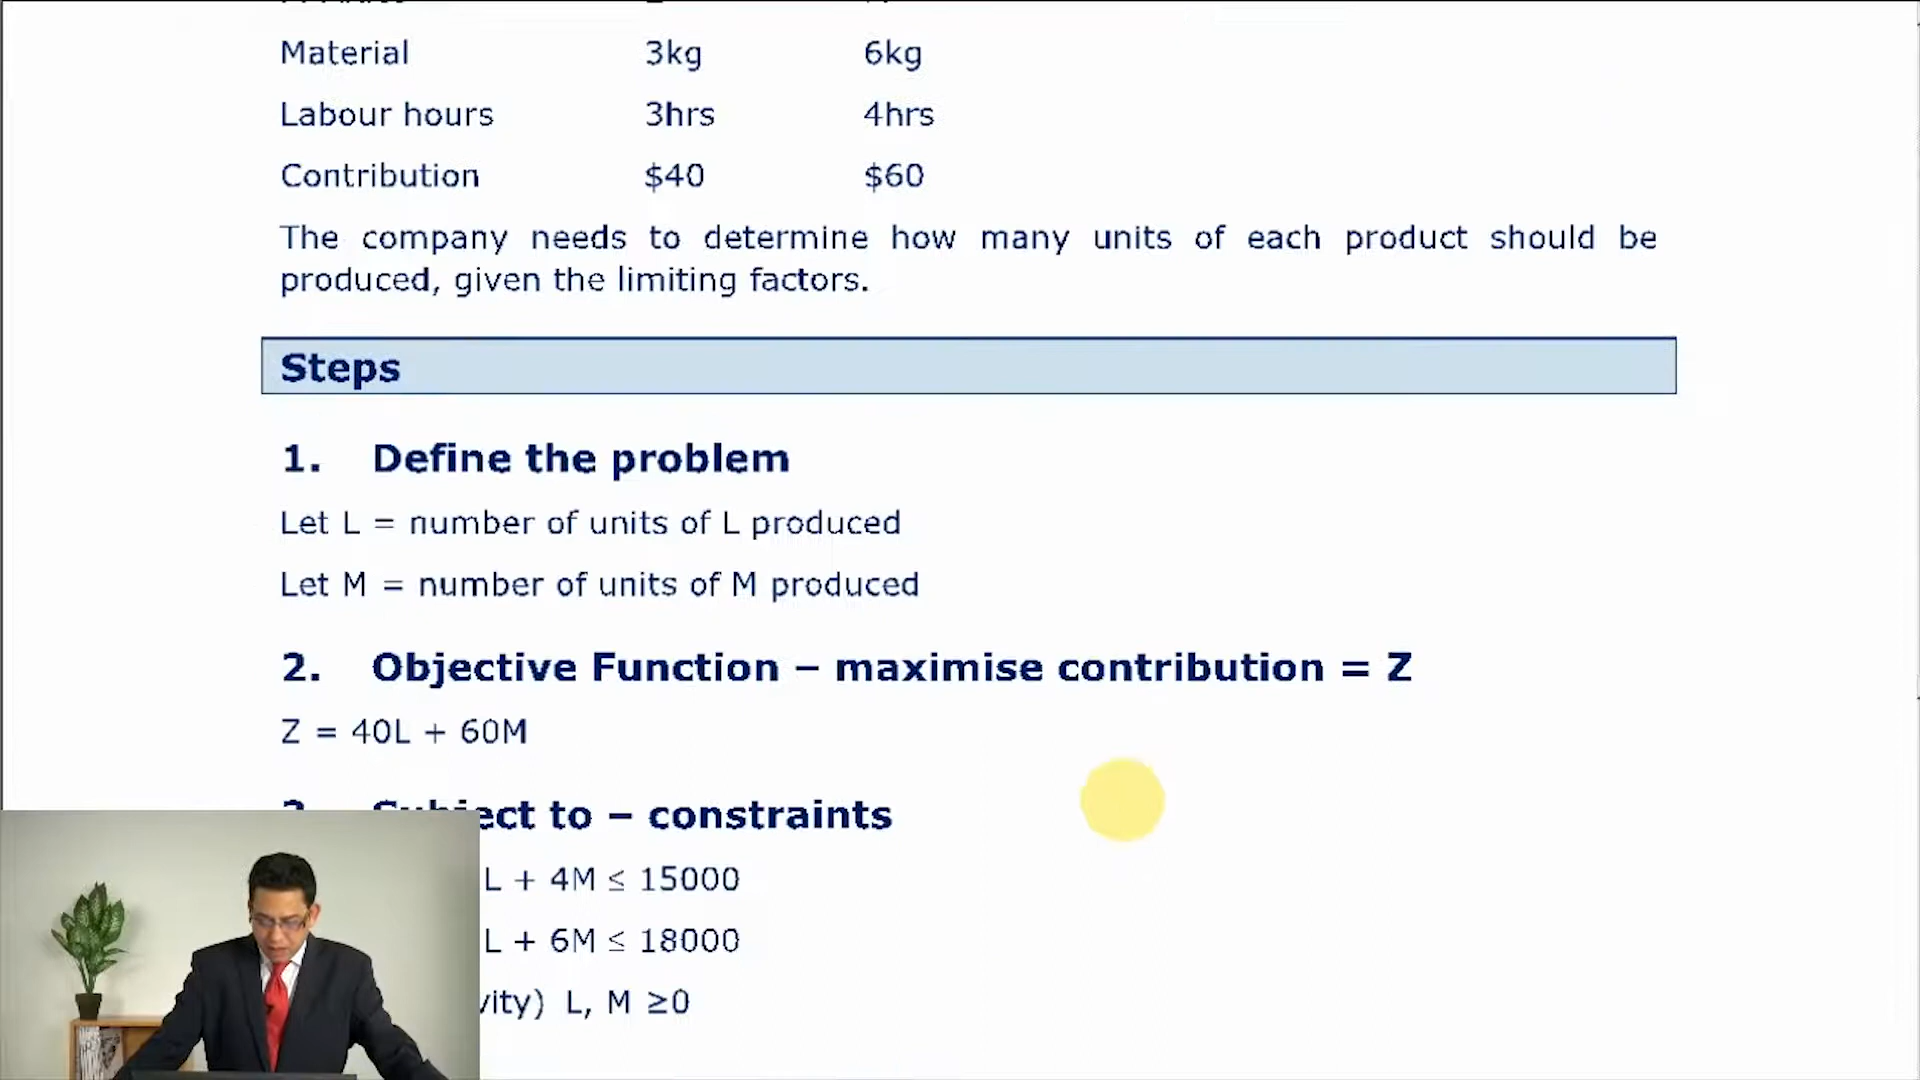 Material 3kg 6kg
Labour hours 3hrs 4hrs
Contribution $40 $60
The company needs to determine how many units of each product should be
produced, given the limiting factors.
Steps
1. Define the problem
Let L = number of units of L produced
Let M = number of units of M produced
2. Objective Function – maximise contribution = Z
Z = 40L + 60M
to – constraints
L + 4M ≤ 15000
L + 6M ≤ 18000
L, M ≥0